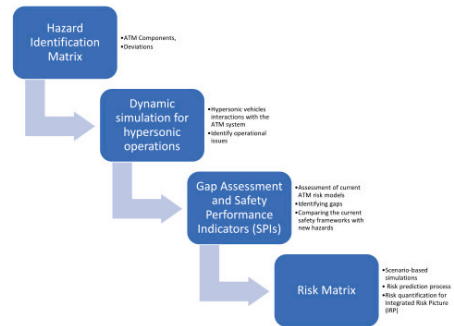 Hazard
Identification
Matrix
•ATM Components,
•Deviations
Dynamic
simulation for
hypersonic
operations
•Hypersonic vehicles
interactions with the
ATM system
•Identify operational
issues
Gap Assessment
and Safety
Performance
Indicators (SPIs)
•Assessment of current
ATM risk models
•Identifying gaps
•Comparing the current
safety frameworks with
new hazards
Risk Matrix
•Scenario-based
simulations
• Risk prediction process
•Risk quantification for
Integrated Risk Picture
(IRP)